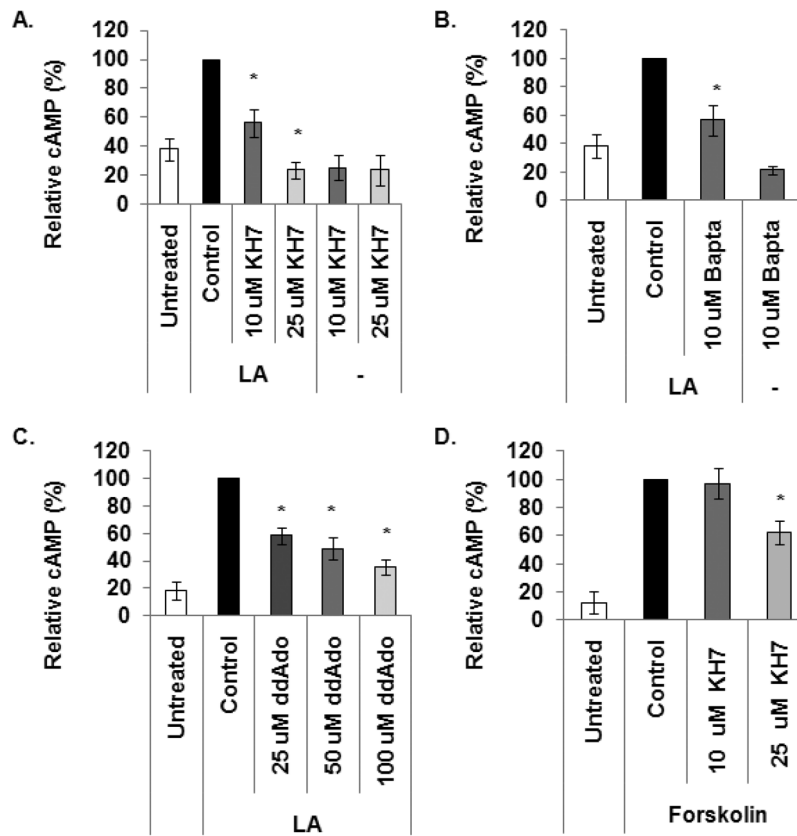 A.
Relative cAMP (%)
120
100
80
60
40
20
0
*
*
Untreated
Control
10 uM KH7
25 uM KH7
10 uM KH7
25 uM KH7
LA
-
B.
Relative cAMP (%)
120
100
80
60
40
20
0
*
Untreated
Control
10 uM Bapta
10 uM Bapta
LA
-
C.
Relative cAMP (%)
120
100
80
60
40
20
0
*
*
*
Untreated
Control
25 uM ddAdo
50 uM ddAdo
100 uM ddAdo
LA
D.
Relative cAMP (%)
120
100
80
60
40
20
0
*
Untreated
Control
10 uM KH7
25 uM KH7
Forskolin